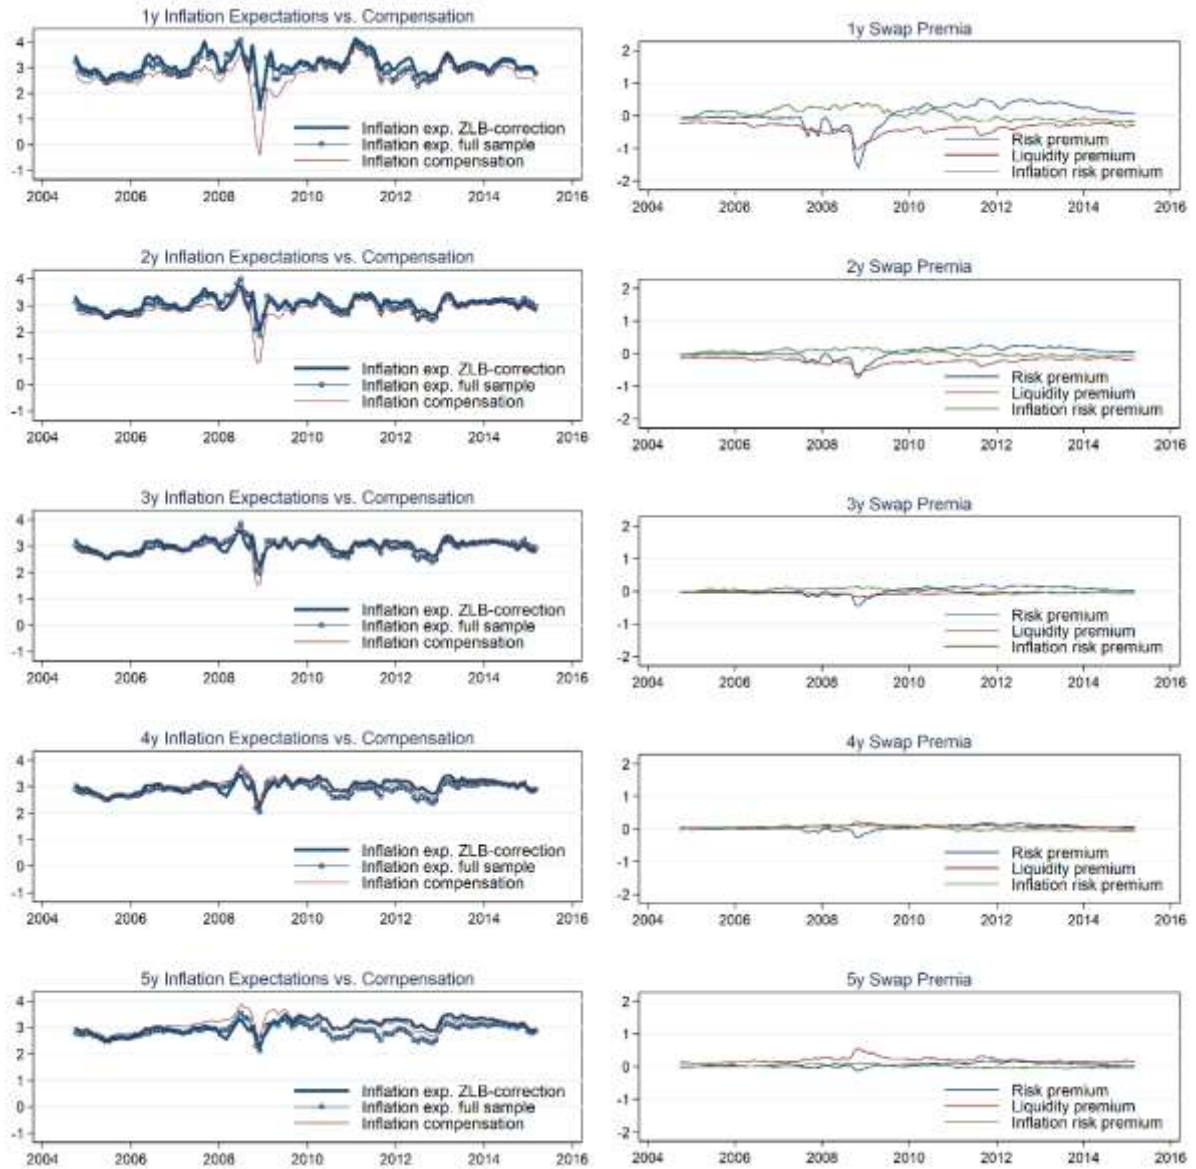 1y Inflation Expectations vs. Compensation
4
3
2
1
0
-1
Inflation exp. ZLB-correction
Inflation exp. full sample
Inflation compensation
2004 2006 2008 2010 2012 2014 2016
1y Swap Premia
2
1
0
-1
-2
Risk premium
Liquidity premium
Inflation risk premium
2004 2006 2008 2010 2012 2014 2016
2y Inflation Expectations vs. Compensation
4
3
2
1
0
-1
Inflation exp. ZLB-correction
Inflation exp. full sample
Inflation compensation
2004 2006 2008 2010 2012 2014 2016
2y Swap Premia
2
1
0
-1
-2
Risk premium
Liquidity premium
Inflation risk premium
2004 2006 2008 2010 2012 2014 2016
3y Inflation Expectations vs. Compensation
4
3
2
1
0
-1
Inflation exp. ZLB-correction
Inflation exp. full sample
Inflation compensation
2004 2006 2008 2010 2012 2014 2016
3y Swap Premia
2
1
0
-1
-2
Risk premium
Liquidity premium
Inflation risk premium
2004 2006 2008 2010 2012 2014 2016
4y Inflation Expectations vs. Compensation
4
3
2
1
0
-1
Inflation exp. ZLB-correction
Inflation exp. full sample
Inflation compensation
2004 2006 2008 2010 2012 2014 2016
4y Swap Premia
2
1
0
-1
-2
Risk premium
Liquidity premium
Inflation risk premium
2004 2006 2008 2010 2012 2014 2016
5y Inflation Expectations vs. Compensation
4
3
2
1
0
-1
Inflation exp. ZLB-correction
Inflation exp. full sample
Inflation compensation
2004 2006 2008 2010 2012 2014 2016
5y Swap Premia
2
1
0
-1
-2
Risk premium
Liquidity premium
Inflation risk premium
2004 2006 2008 2010 2012 2014 2016